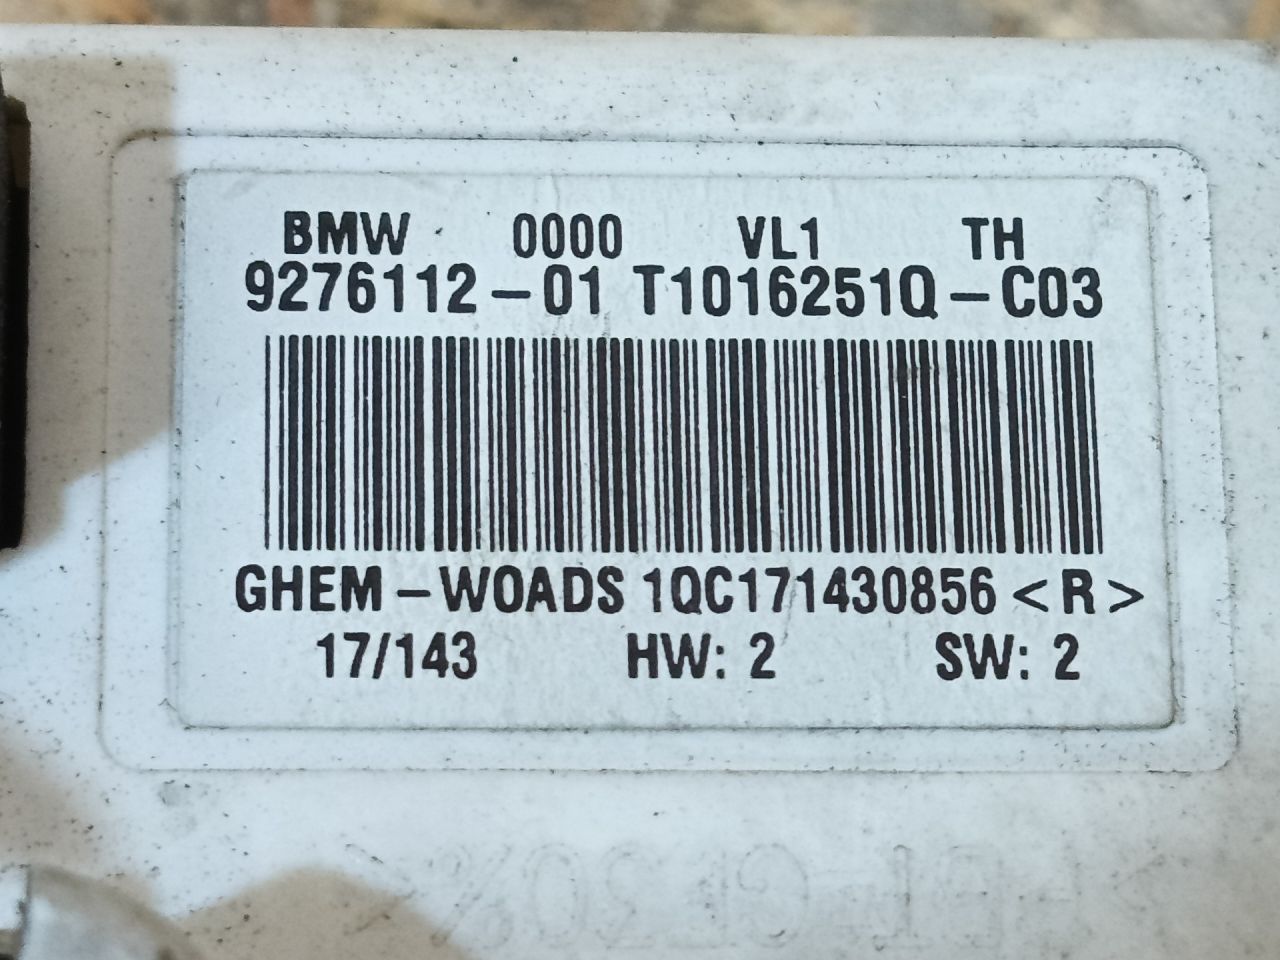 BMW 0000 VL1 TH
9276112-01 T1016251Q-C03
GHEM-WOADS 1QC171430856 <R>
17/143 HW: 2 SW: 2